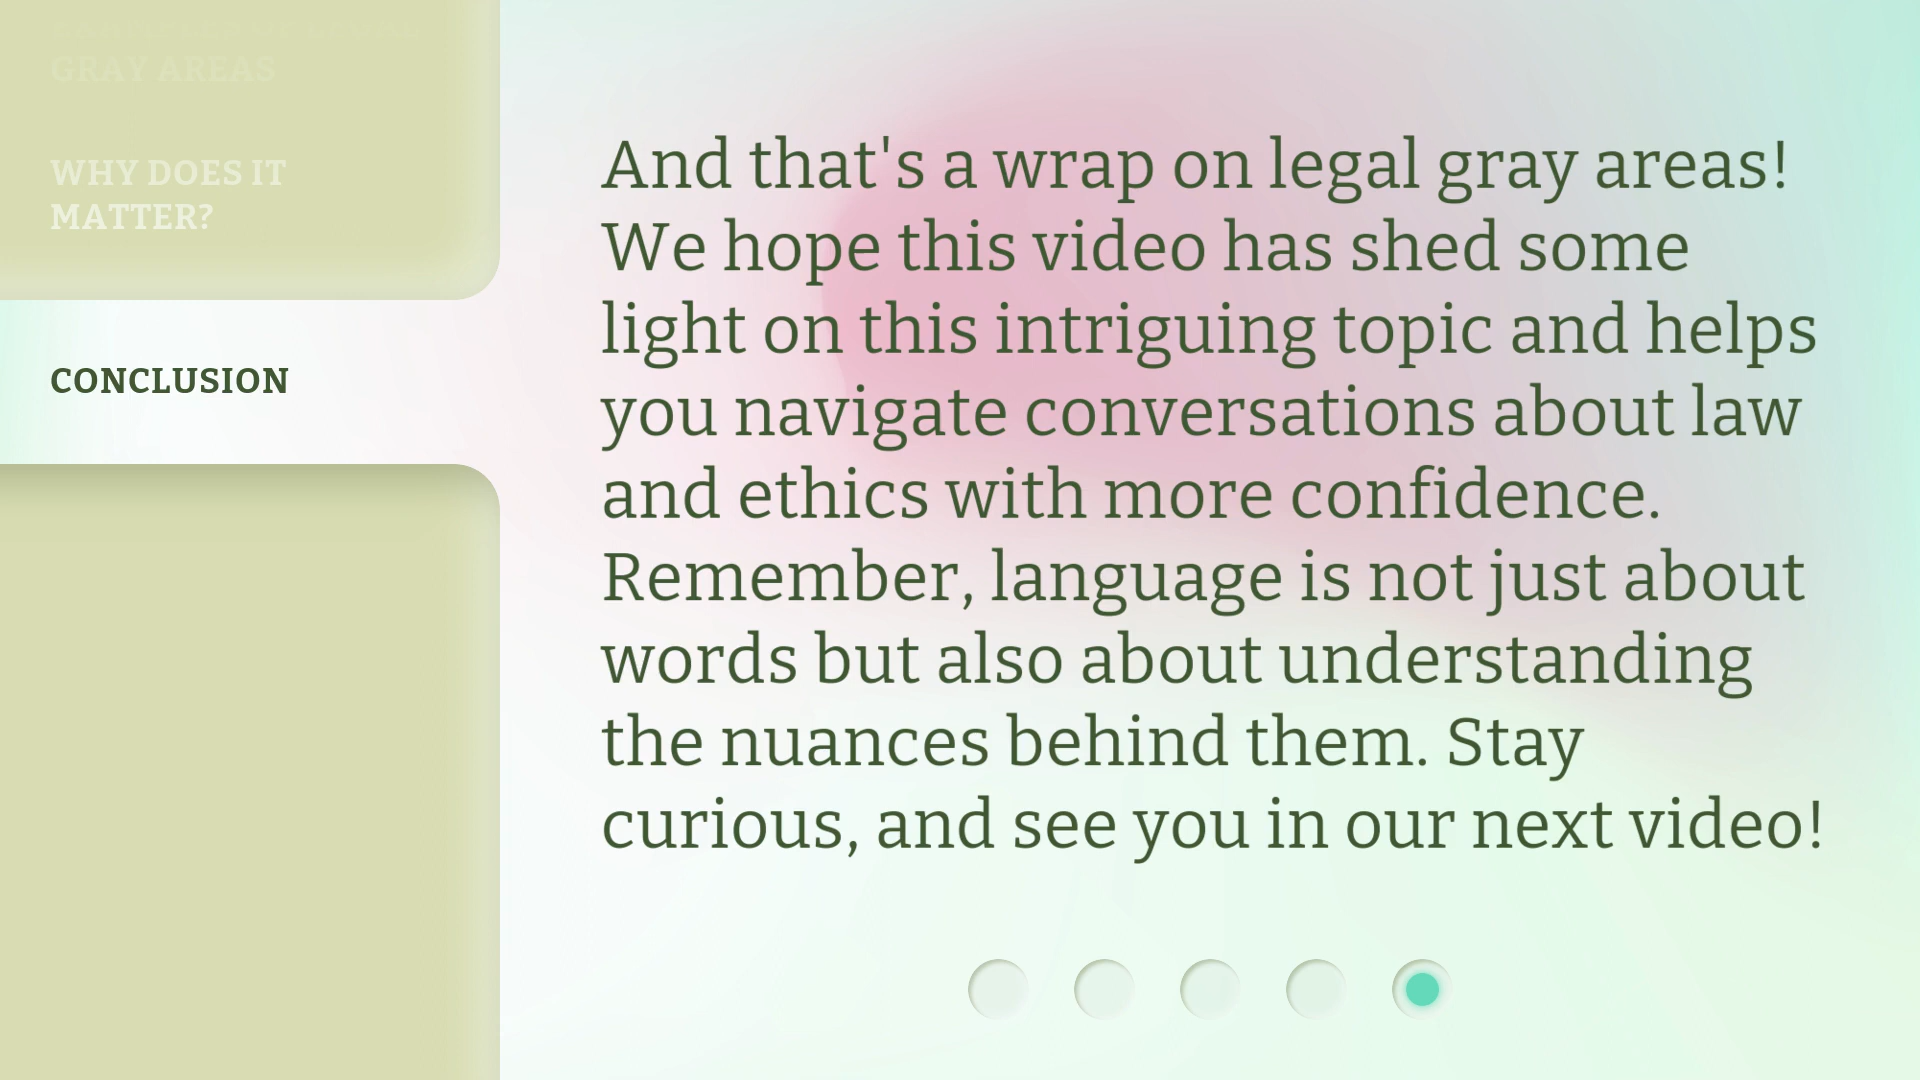 GRAY AREAS
WHY DOES IT
MATTER?
CONCLUSION
And that's a wrap on legal gray areas!
We hope this video has shed some
light on this intriguing topic and helps
you navigate conversations about law
and ethics with more confidence.
Remember, language is not just about
words but also about understanding
the nuances behind them. Stay
curious, and see you in our next video!